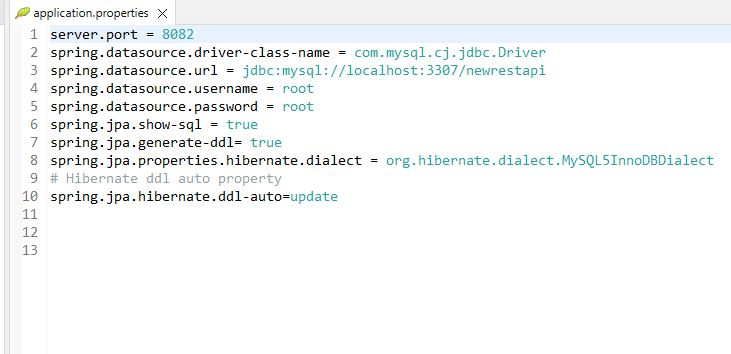 application.properties
1 server.port = 8082
2 spring.datasource.driver-class-name = com.mysql.cj.jdbc.Driver
3 spring.datasource.url = jdbc:mysql://localhost:3307/newrestapi
4 spring.datasource.username = root
5 spring.datasource.password = root
6 spring.jpa.show-sql = true
7 spring.jpa.generate-ddl= true
8 spring.jpa.properties.hibernate.dialect = org.hibernate.dialect.MySQL5InnoDBDialect
9 # Hibernate ddl auto property
10 spring.jpa.hibernate.ddl-auto=update
11
12
13